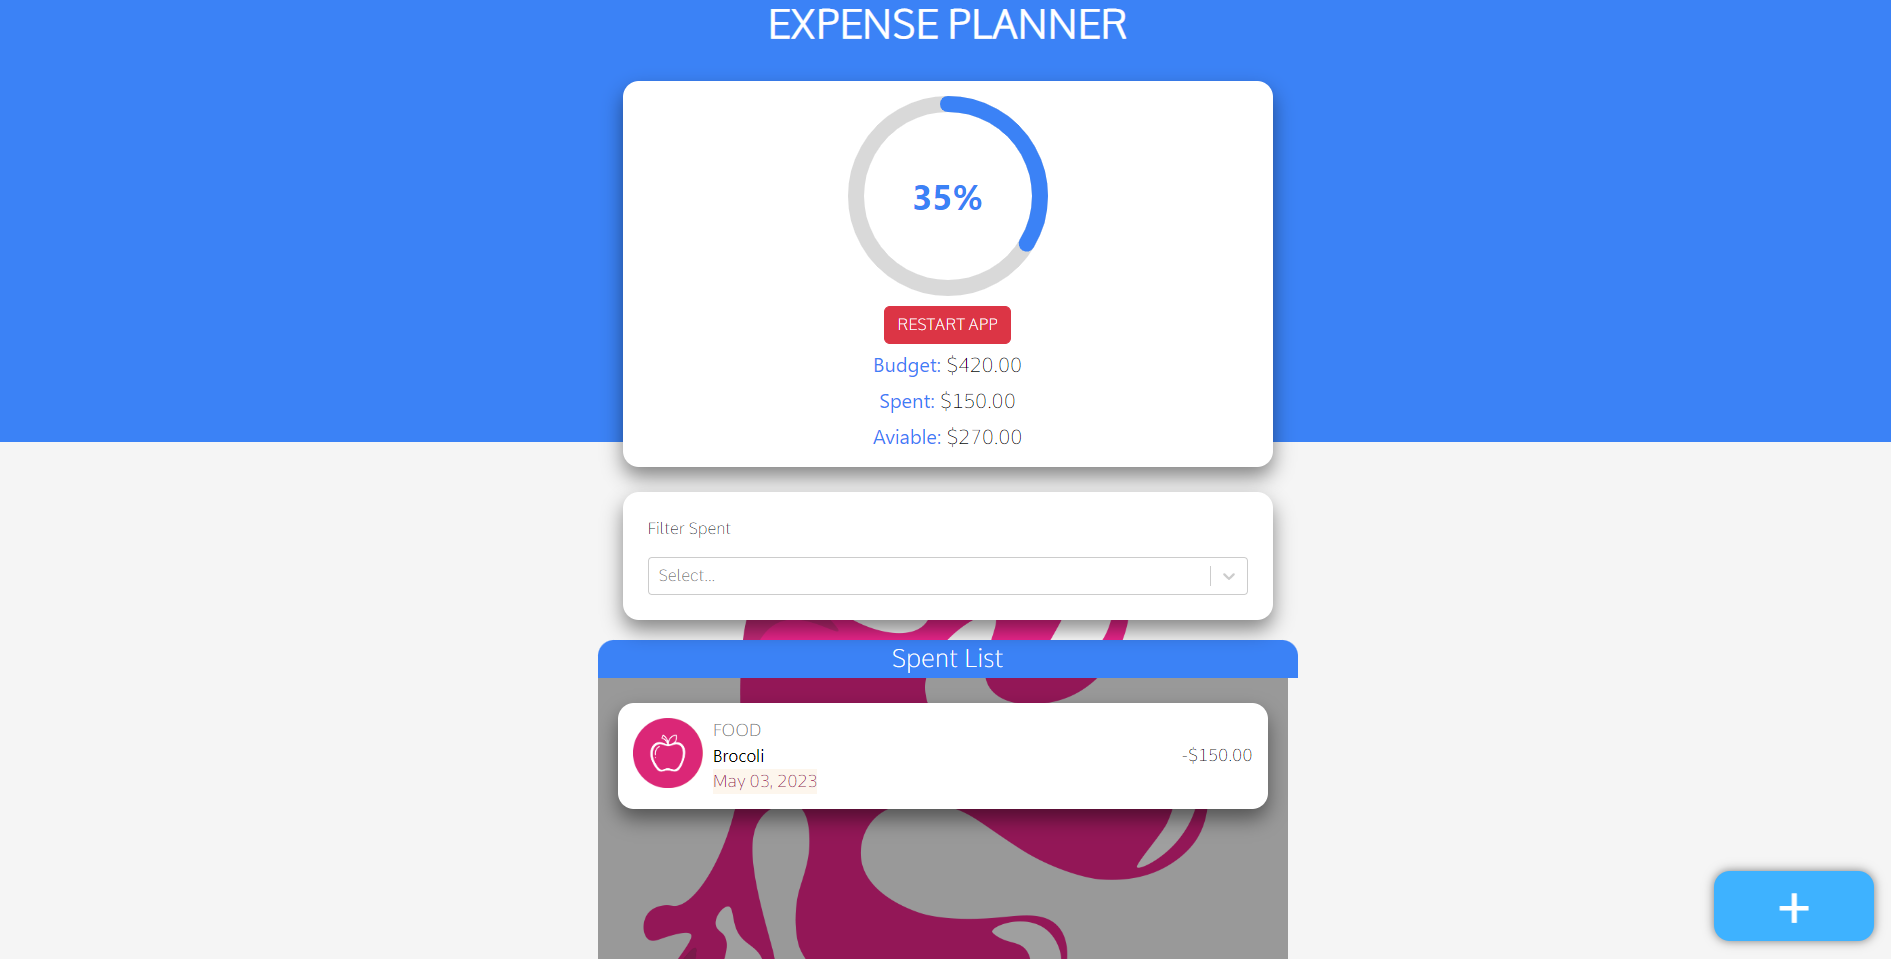 EXPENSE PLANNER
35%
RESTART APP
Budget: $420.00
Spent: $150.00
Aviable: $270.00
Filter Spent
Select...
Spent List
FOOD
Brocoli
-$150.00
May 03, 2023
+